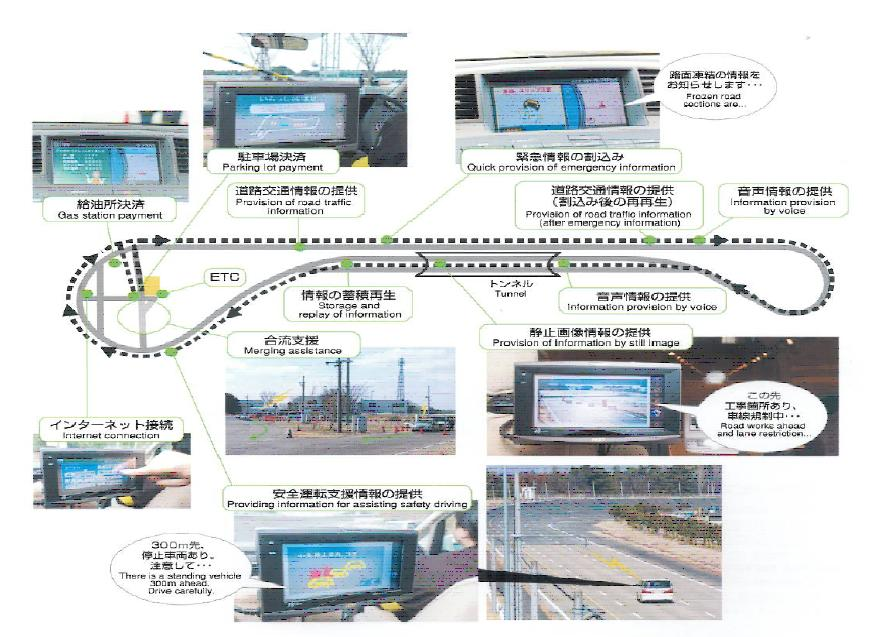 路面凍結の情報を
お知らせします・・・
Frozen road
sections are...
駐車場決済
Parking lot payment
緊急情報の割込み
Quick provision of emergency information
給油所決済
Gas station payment
道路交通情報の提供
Provision of road traffic
information
道路交通情報の提供
（割込み後の再再生）
Provision of road traffic information
(after emergency information)
音声情報の提供
Information provision
by voice
ETC
情報の蓄積再生
Storage and
replay of information
トンネル
Tunnel
音声情報の提供
Information provision by voice
合流支援
Merging assistance
静止画像情報の提供
Provision of Information by still image
この先
工事箇所あり、
車線規制中・・・
Road works ahead
and lane restriction...
インターネット接続
Internet connection
安全運転支援情報の提供
Providing information for assisting safety driving
300m先、
停止車両あり。
注意して・・・
There is a standing vehicle
300m ahead.
Drive carefully.